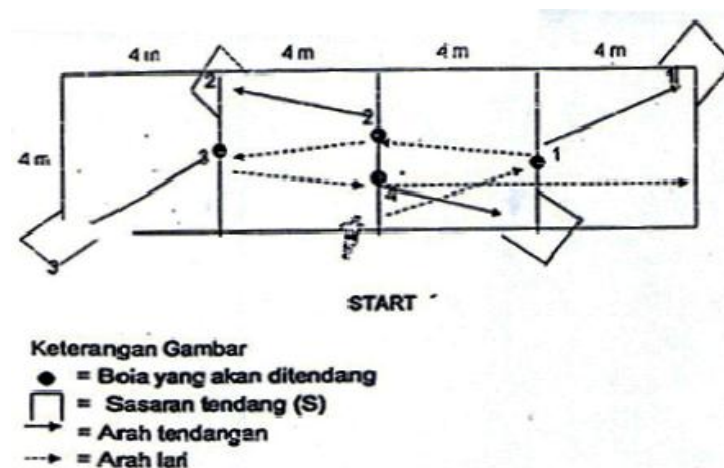 4 m 4 m 4 m 4 m
2 1
2
4 m 3 1
4
3
START
Keterangan Gambar
= Boia yang akan ditendang
= Sasaran tendang (S)
= Arah tendangan
= Arah lari